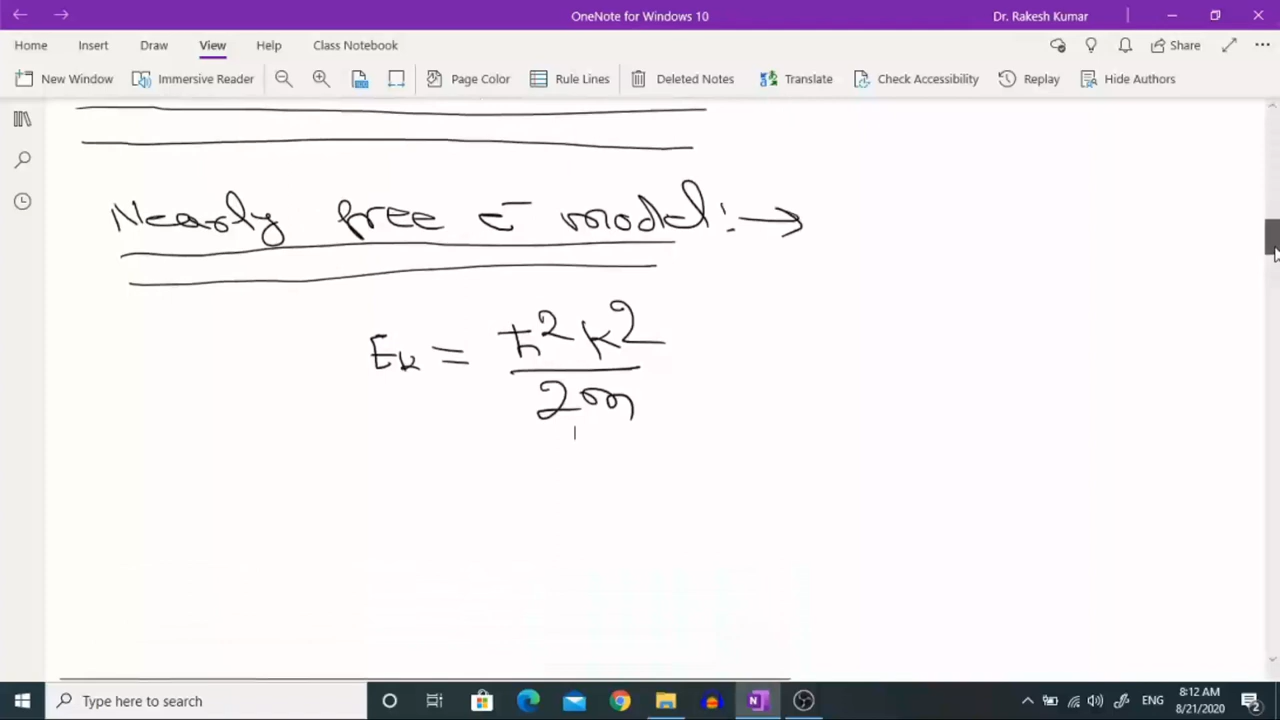 OneNote for Windows 10
Dr. Rakesh Kumar
Home Insert Draw View Help Class Notebook Share
New Window Immersive Reader Page Color Rule Lines Deleted Notes Translate Check Accessibility Replay Hide Authors
Nearly free e⁻ model:→
E_k = ħ²k²/2m
Type here to search
ENG
8:12 AM
8/21/2020
2